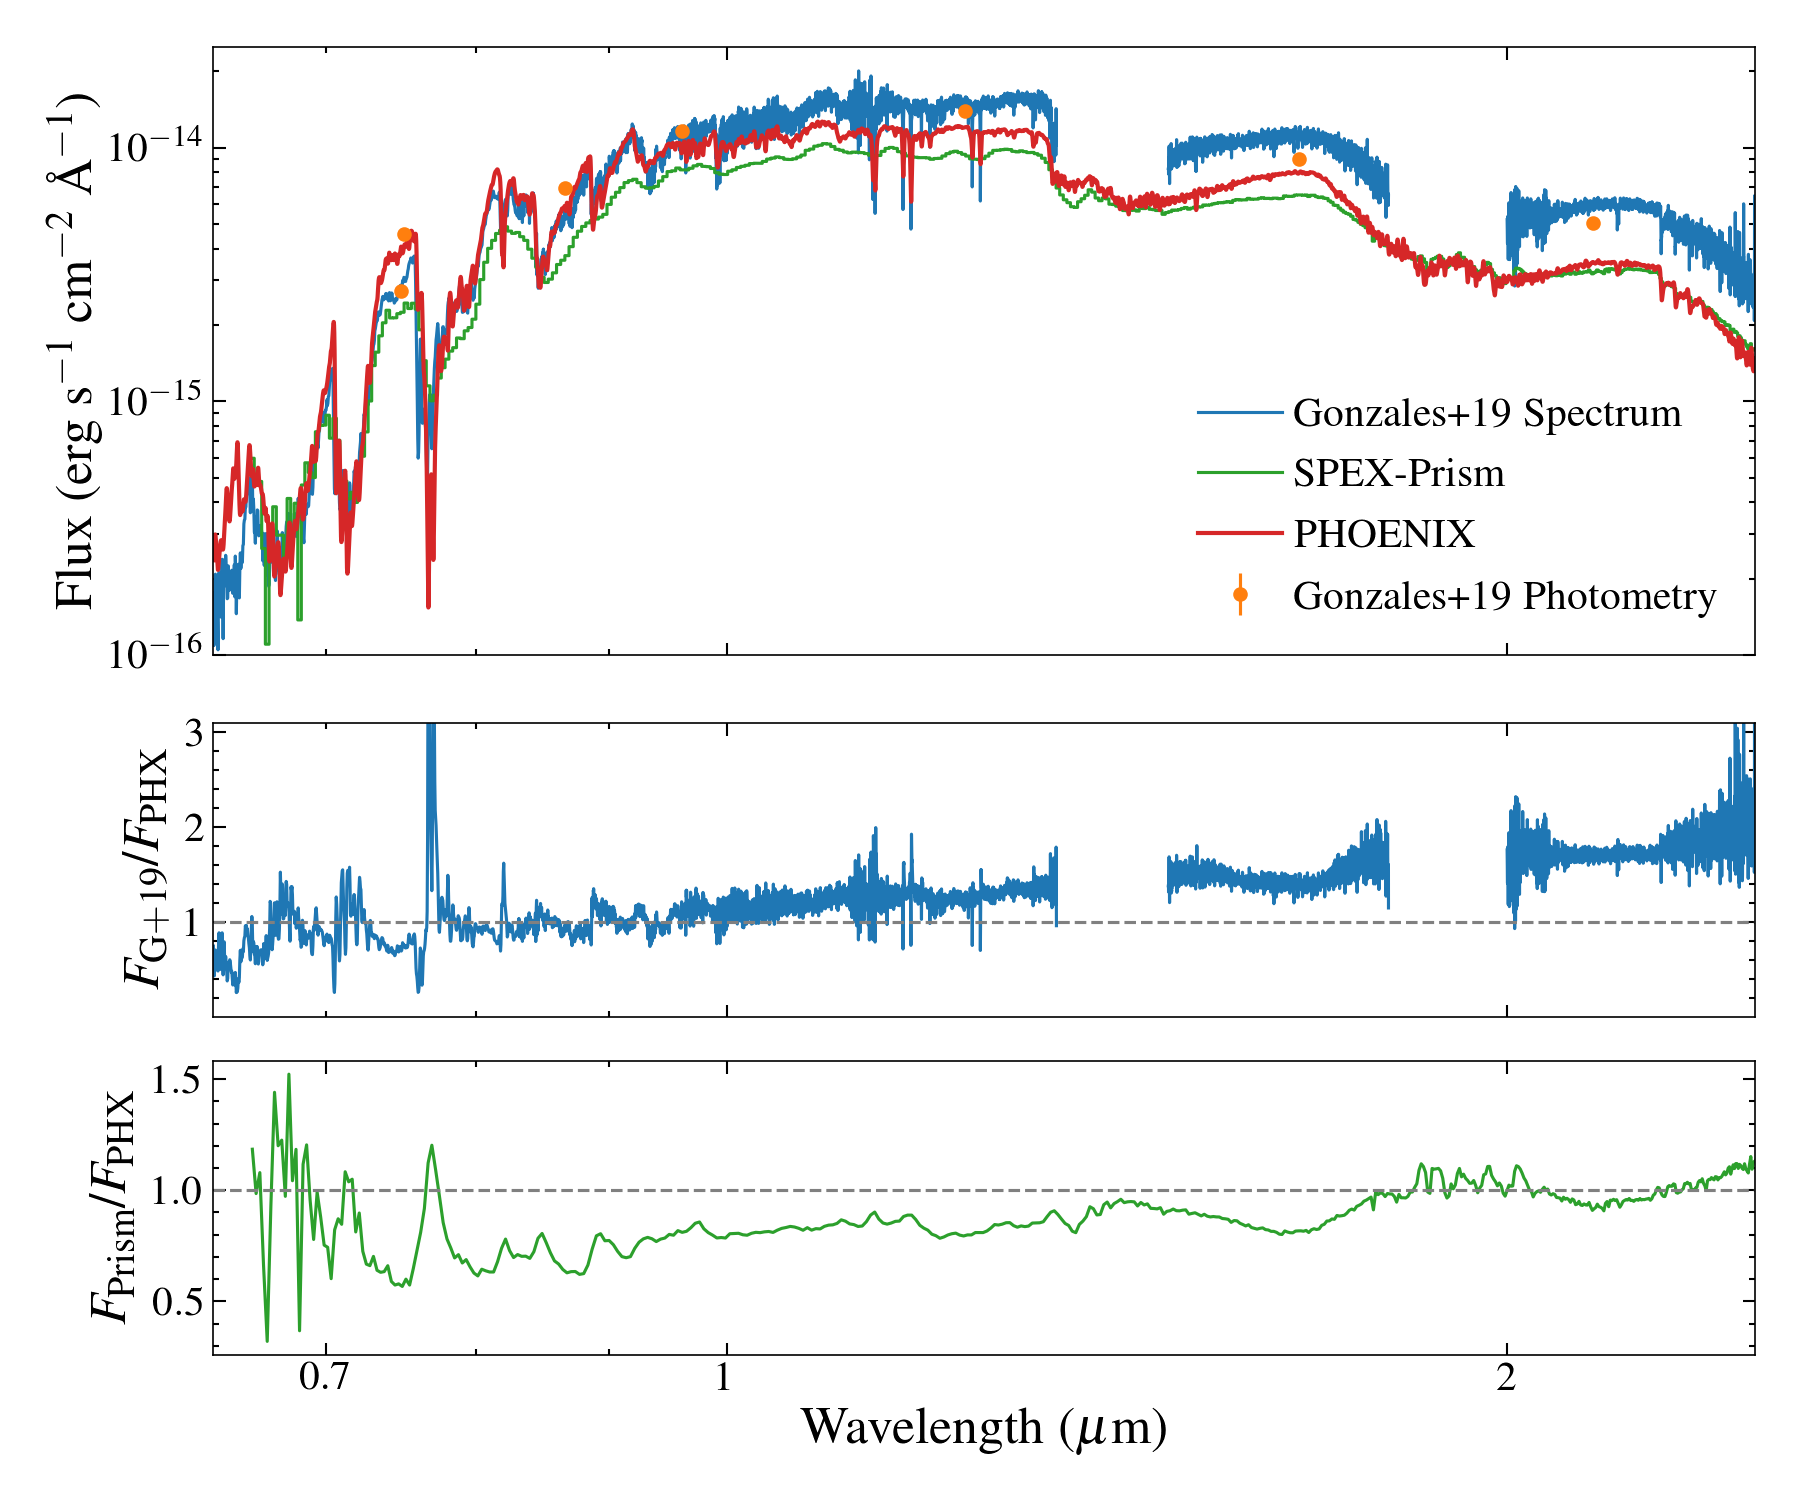 Flux (erg s⁻¹ cm⁻² Å⁻¹)
10⁻¹⁴
10⁻¹⁵
10⁻¹⁶
Gonzales+19 Spectrum
SPEX-Prism
PHOENIX
Gonzales+19 Photometry
F_G+19/F_PHX
3
2
1
F_Prism/F_PHX
1.5
1.0
0.5
0.7 1 2
Wavelength (μm)